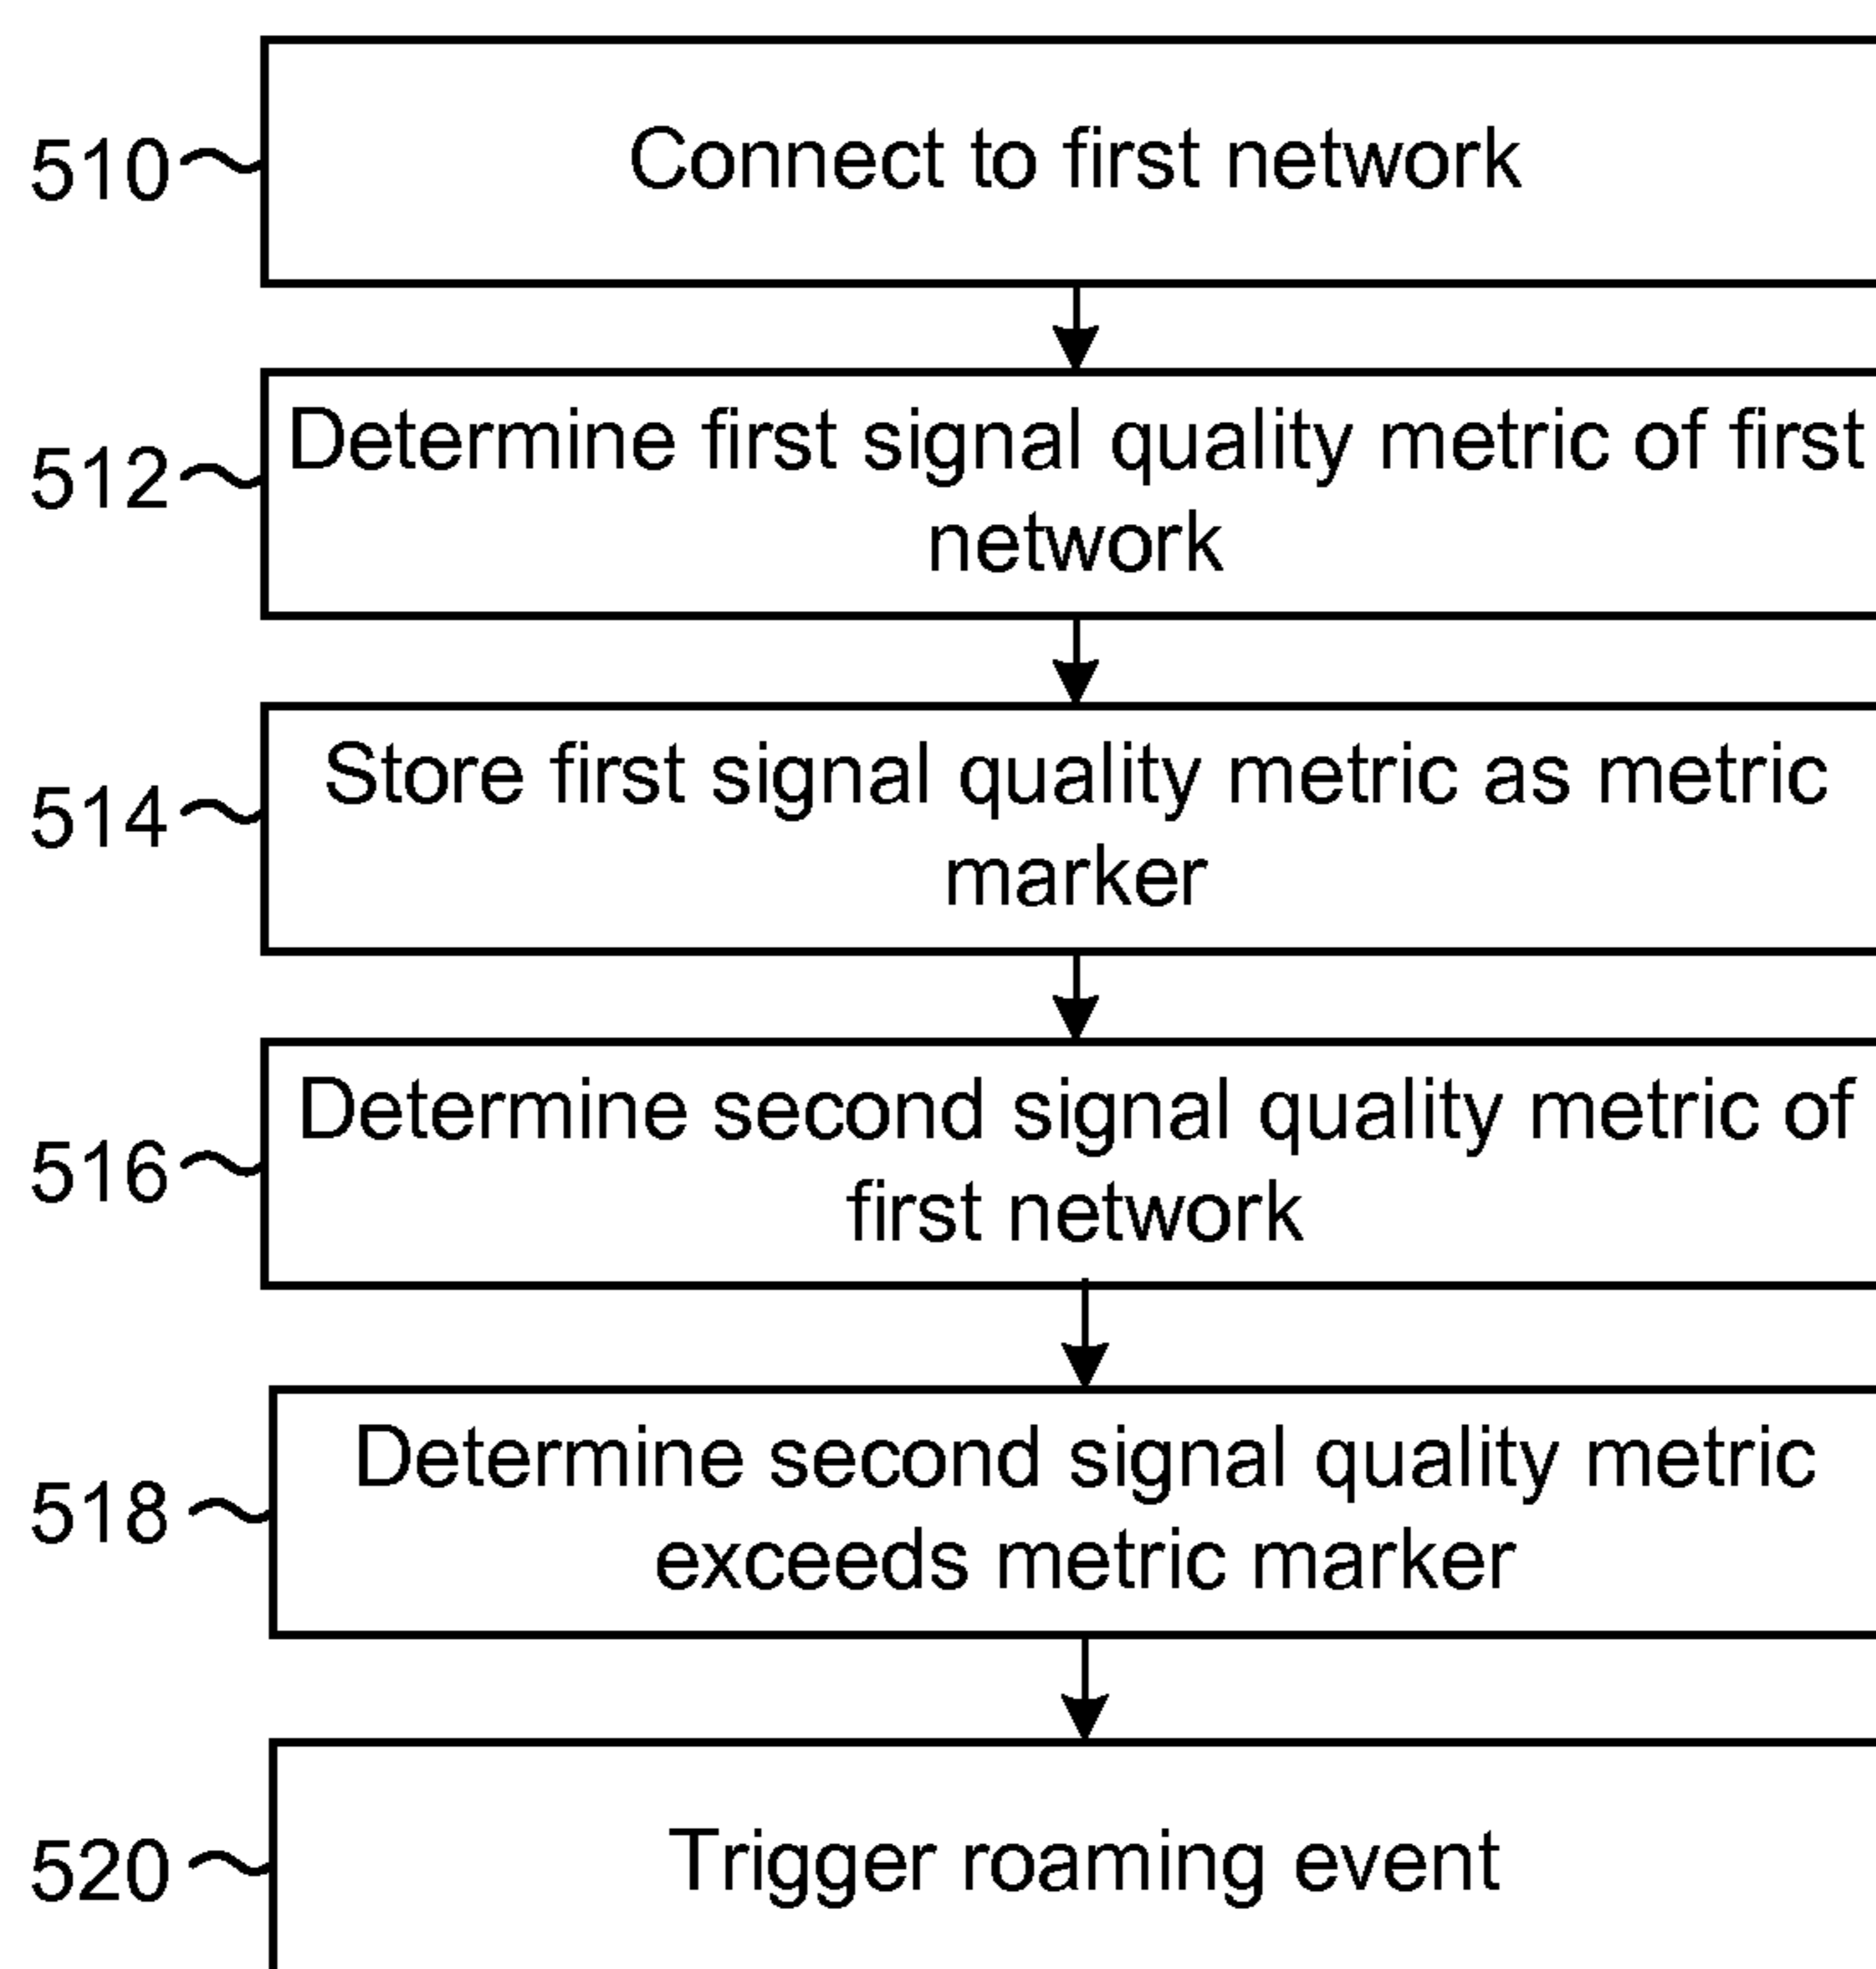 510
Connect to first network
512
Determine first signal quality metric of first
network
514
Store first signal quality metric as metric
marker
516
Determine second signal quality metric of
first network
518
Determine second signal quality metric
exceeds metric marker
520
Trigger roaming event